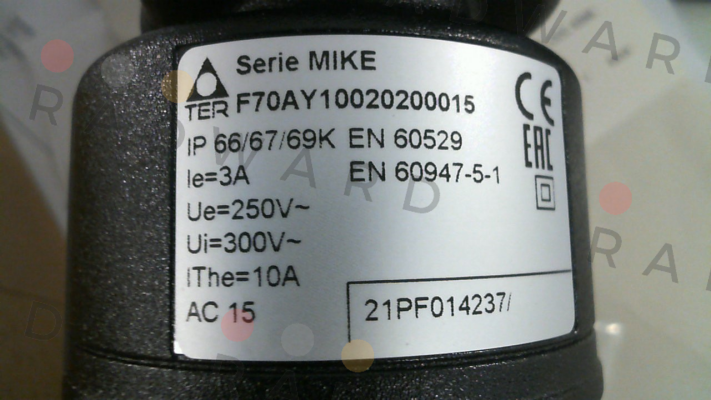 Serie MIKE
TER F70AY10020200015
IP 66/67/69K EN 60529
Ie=3A EN 60947-5-1
Ue=250V~
Ui=300V~
IThe=10A
AC 15
CE
EAC
21PF014237/